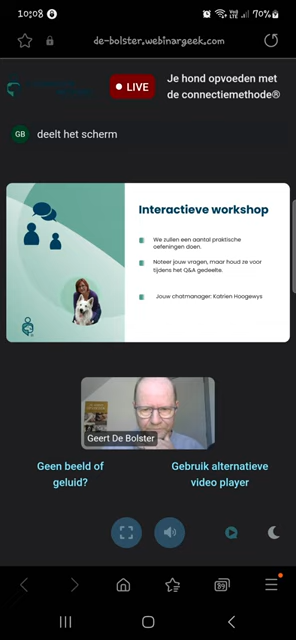 10:08
70%
de-bolster.webinargeek.com
LIVE
Je hond opvoeden met
de connectiemethode®
GB
deelt het scherm
Interactieve workshop
We zullen een aantal praktische
oefeningen doen.
Noteer jouw vragen, maar houd ze voor
tijdens het Q&A gedeelte.
Jouw chatmanager: Katrien Hoogewys
Geert De Bolster
Geen beeld of
geluid?
Gebruik alternatieve
video player
89